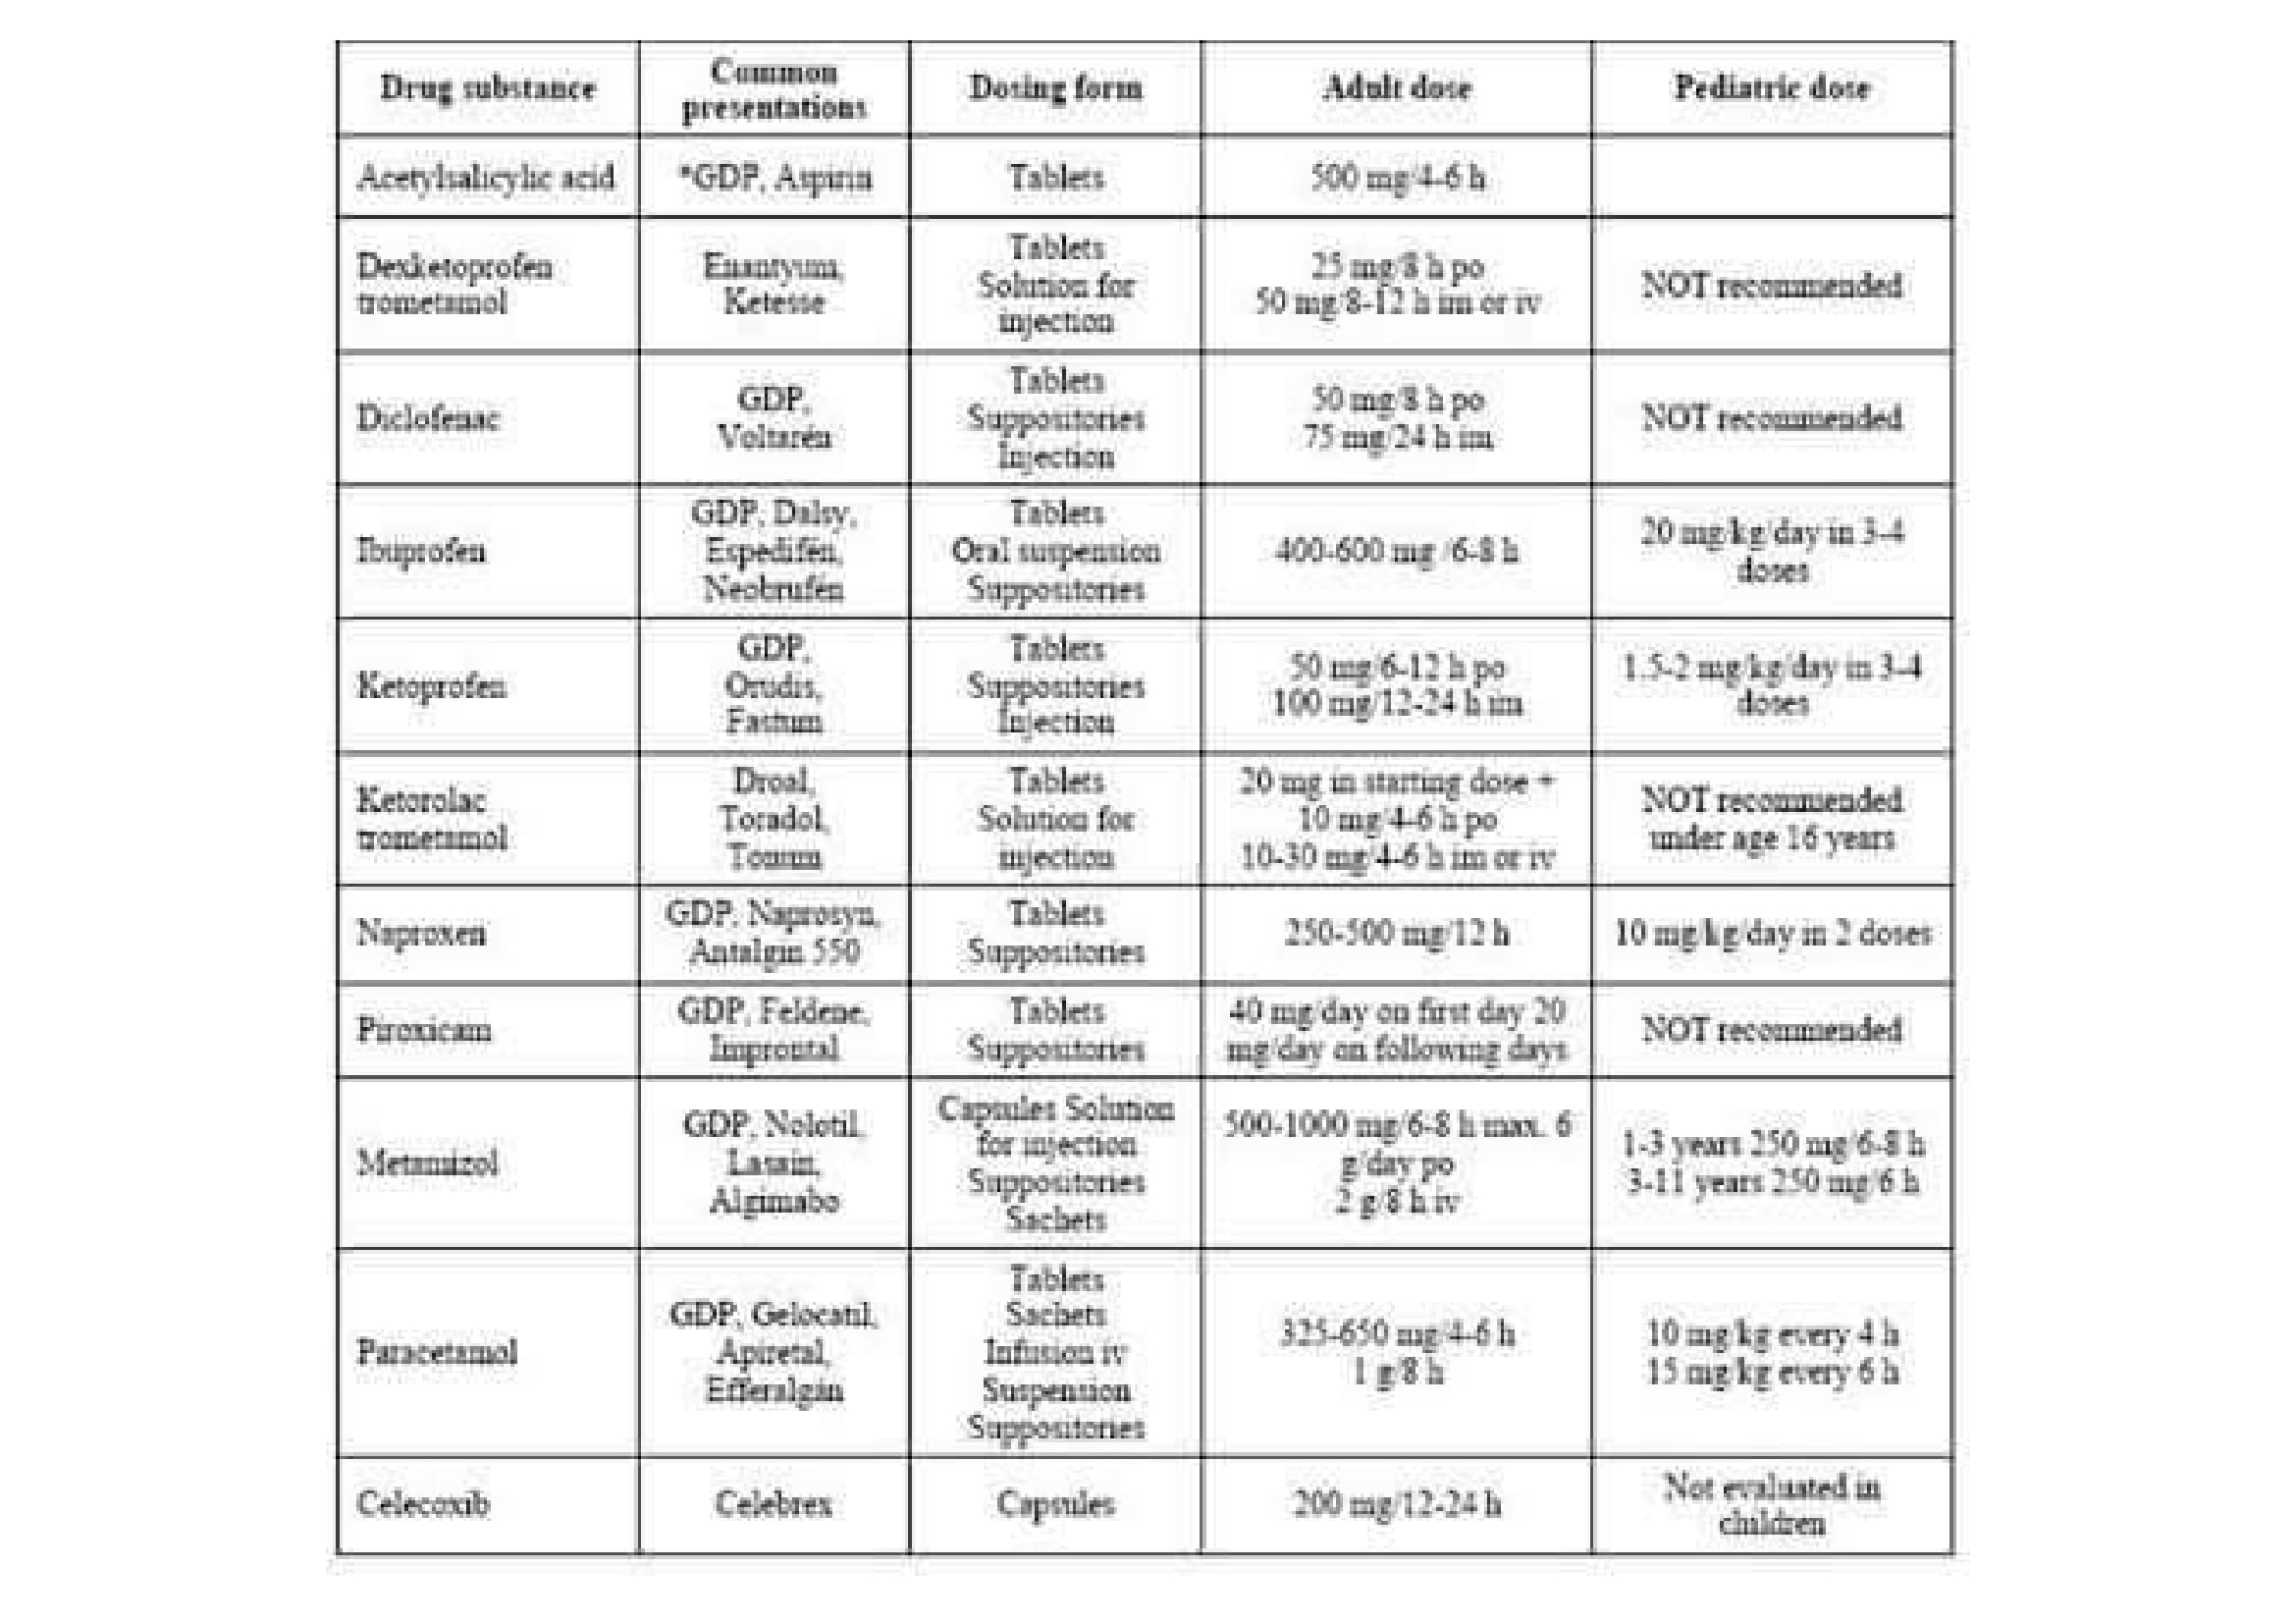 Drug substance
Common
presentations
Dosing form
Adult dose
Pediatric dose
Acetylsalicylic acid
*GDP, Aspirin
Tablets
500 mg/4-6 h
Dexketoprofen
trometamol
Enantyum,
Ketesse
Tablets
Solution for
injection
25 mg/8 h po
50 mg/8-12 h im or iv
NOT recommended
Diclofenac
GDP,
Voltarén
Tablets
Suppositories
Injection
50 mg/8 h po
75 mg/24 h im
NOT recommended
Ibuprofen
GDP, Dalsy,
Espedifén,
Neobrufén
Tablets
Oral suspension
Suppositories
400-600 mg /6-8 h
20 mg/kg/day in 3-4
doses
Ketoprofen
GDP,
Orudis,
Fastum
Tablets
Suppositories
Injection
50 mg/6-12 h po
100 mg/12-24 h im
1.5-2 mg/kg/day in 3-4
doses
Ketorolac
trometamol
Droal,
Toradol,
Tonum
Tablets
Solution for
injection
20 mg in starting dose +
10 mg/4-6 h po
10-30 mg/4-6 h im or iv
NOT recommended
under age 16 years
Naproxen
GDP, Naprosyn,
Antalgin 550
Tablets
Suppositories
250-500 mg/12 h
10 mg/kg/day in 2 doses
Piroxicam
GDP, Feldene,
Improntal
Tablets
Suppositories
40 mg/day on first day 20
mg/day on following days
NOT recommended
Metamizol
GDP, Nolotil,
Lasain,
Algimabo
Capsules Solution
for injection
Suppositories
Sachets
500-1000 mg/6-8 h max. 6
g/day po
2 g/8 h iv
1-3 years 250 mg/6-8 h
3-11 years 250 mg/6 h
Paracetamol
GDP, Gelocatil,
Apiretal,
Efferalgán
Tablets
Sachets
Infusion iv
Suspension
Suppositories
325-650 mg/4-6 h
1 g/8 h
10 mg/kg every 4 h
15 mg/kg every 6 h
Celecoxib
Celebrex
Capsules
200 mg/12-24 h
Not evaluated in
children